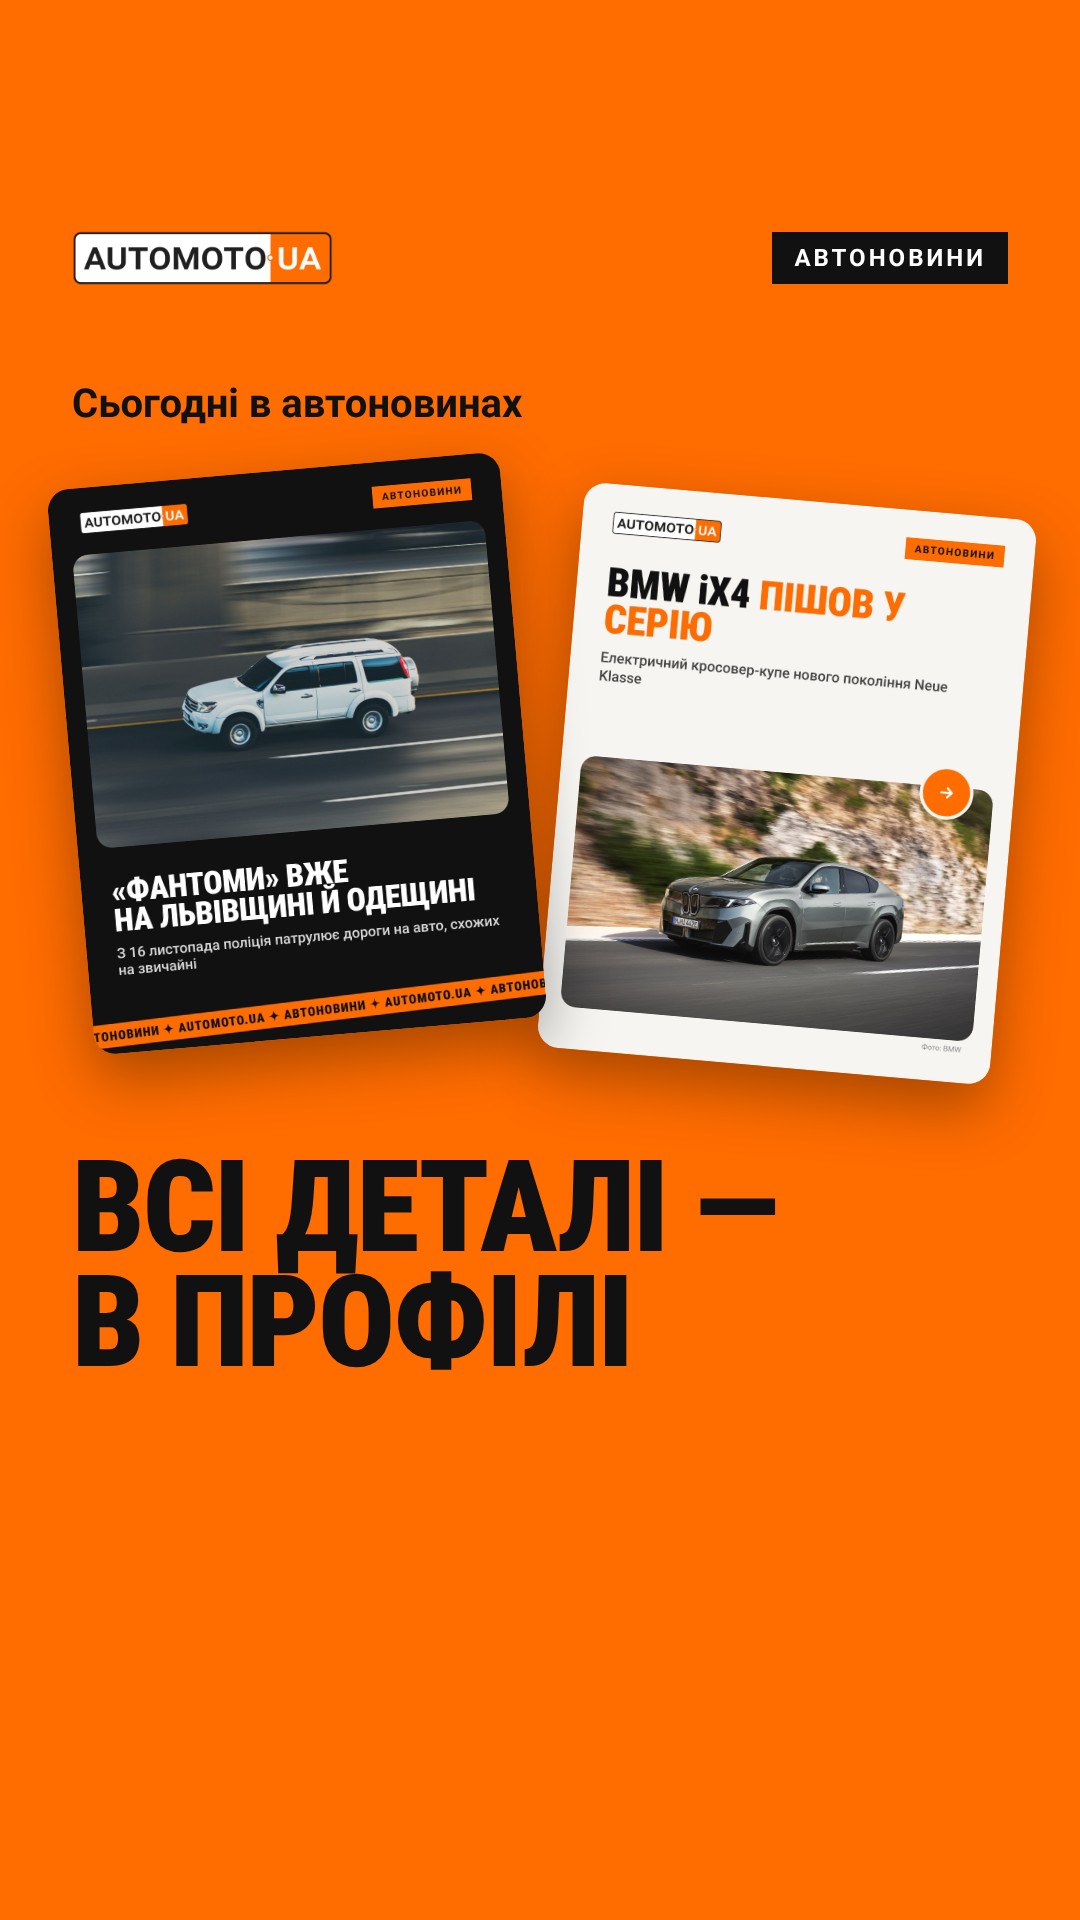 AUTOMOTO UA
АВТОНОВИНИ
Сьогодні в автоновинах
AUTOMOTO UA
АВТОНОВИНИ
«ФАНТОМИ» ВЖЕ
НА ЛЬВІВЩИНІ Й ОДЕЩИНІ
З 16 листопада поліція патрулює дороги на авто, схожих
на звичайні
ТОНОВИНИ ✦ AUTOMOTO.UA ✦ АВТОНОВИНИ ✦ AUTOMOTO.UA ✦ АВТОНОВ
AUTOMOTO UA
АВТОНОВИНИ
BMW iX4 ПІШОВ У
СЕРІЮ
Електричний кросовер-купе нового покоління Neue
Klasse
Фото: BMW
ВСІ ДЕТАЛІ —
В ПРОФІЛІ